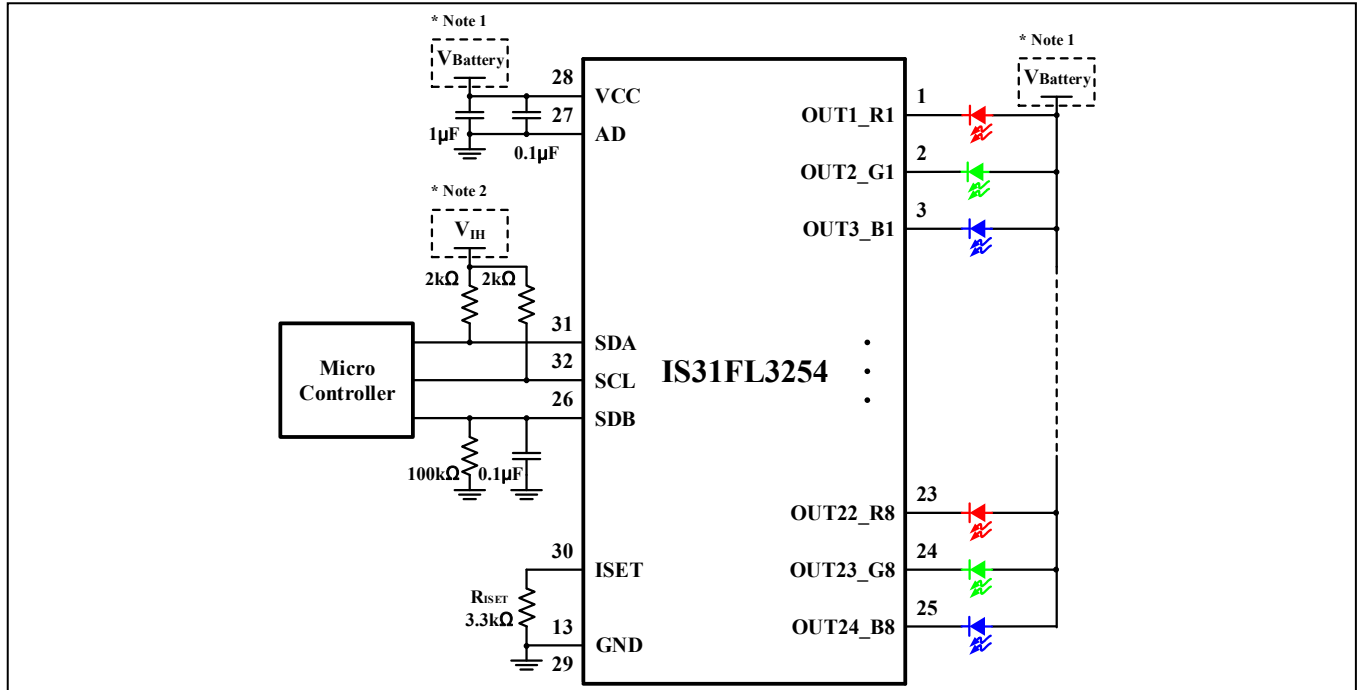 * Note 1
VBattery
28
VCC
27
AD
1µF
0.1µF
* Note 2
VIH
2kΩ 2kΩ
31
SDA
32
SCL
26
SDB
Micro
Controller
100kΩ 0.1µF
30
ISET
RISET
3.3kΩ
13
GND
29
IS31FL3254
* Note 1
VBattery
1
OUT1_R1
2
OUT2_G1
3
OUT3_B1
23
OUT22_R8
24
OUT23_G8
25
OUT24_B8